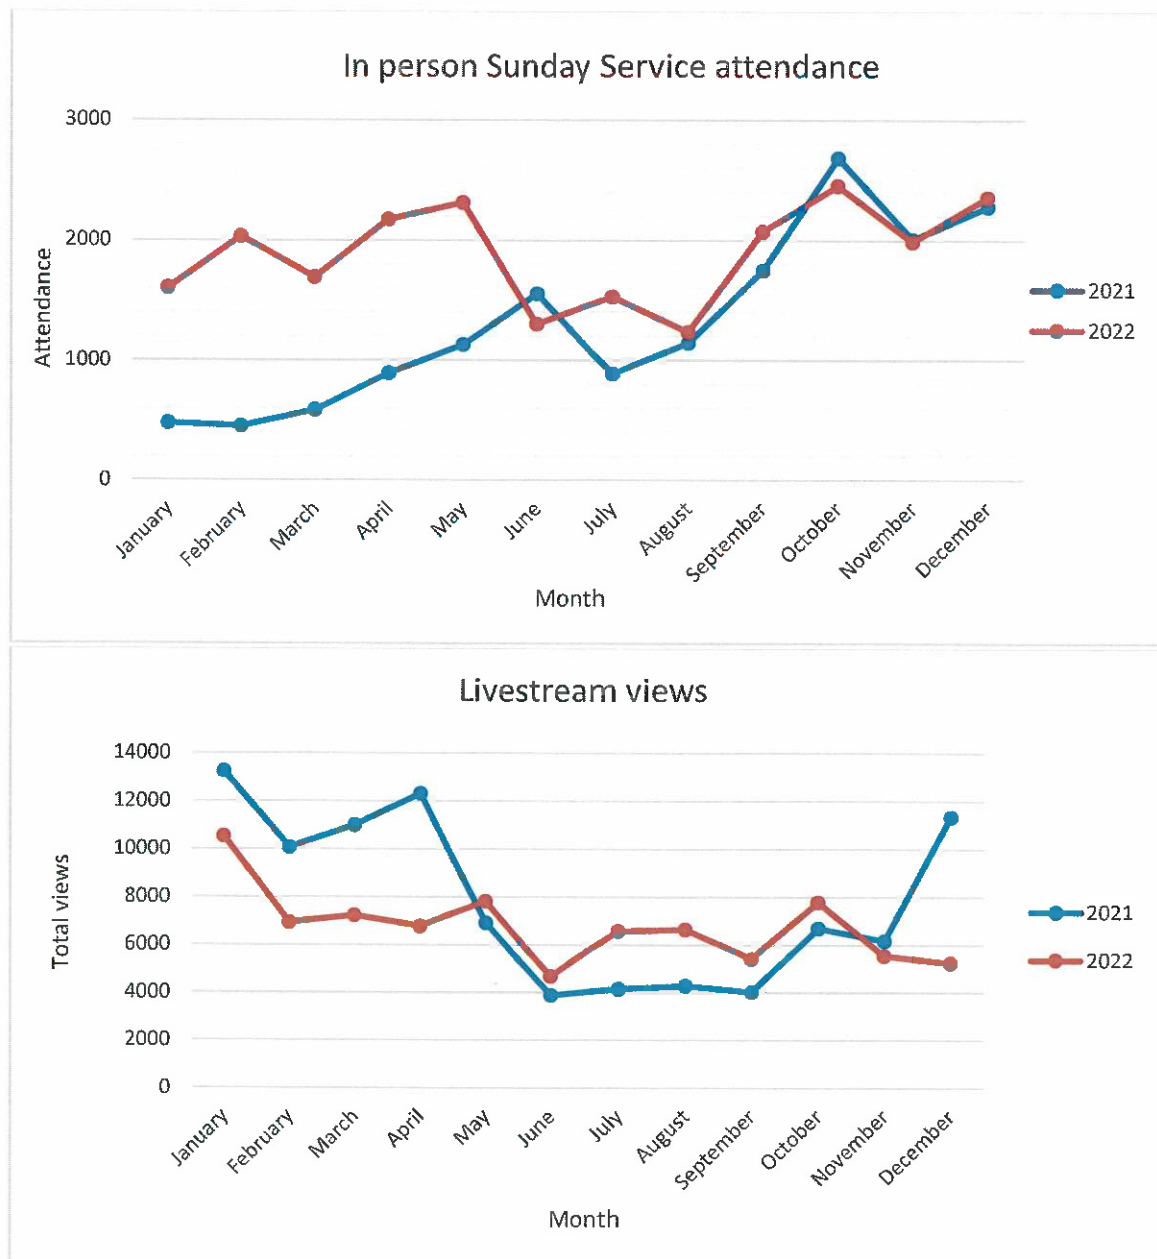 In person Sunday Service attendance
3000
2000
1000
0
Attendance
January
February
March
April
May
June
July
August
September
October
November
December
Month
2021
2022
Livestream views
14000
12000
10000
8000
6000
4000
2000
0
Total views
January
February
March
April
May
June
July
August
September
October
November
December
Month
2021
2022